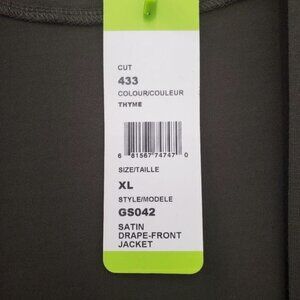 CUT
433
COLOUR/COULEUR
THYME
6 81567 74747 0
SIZE/TAILLE
XL
STYLE/MODELE
GS042
SATIN
DRAPE-FRONT
JACKET